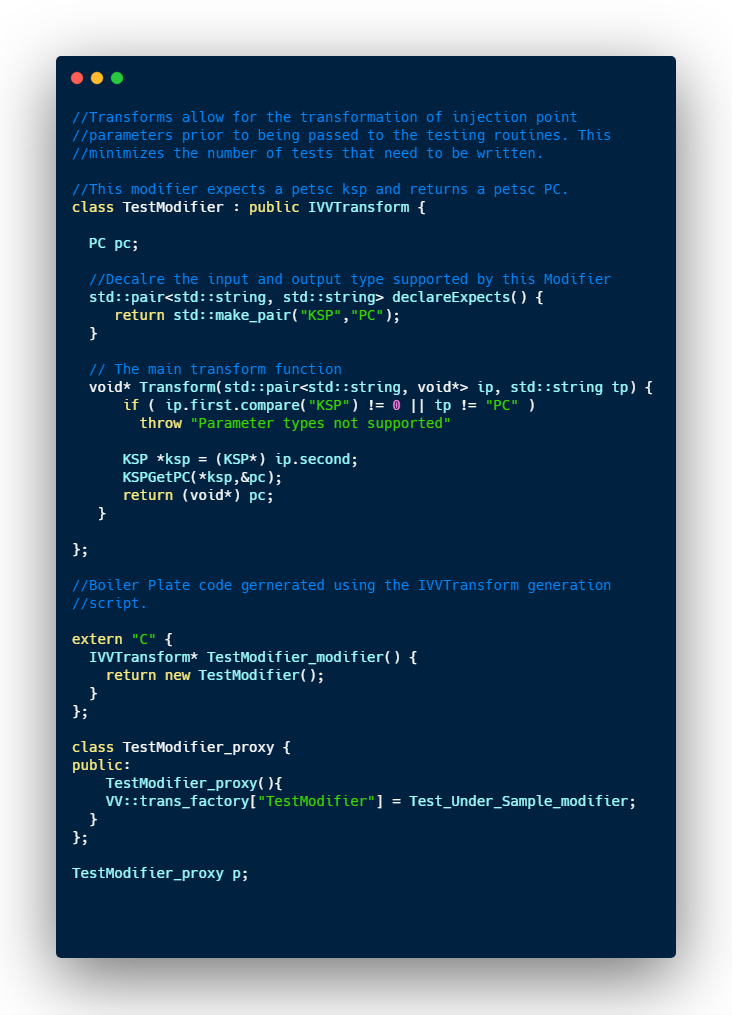 //Transforms allow for the transformation of injection point
//parameters prior to being passed to the testing routines. This
//minimizes the number of tests that need to be written.

//This modifier expects a petsc ksp and returns a petsc PC.
class TestModifier : public IVVTransform {

  PC pc;

  //Decalre the input and output type supported by this Modifier
  std::pair<std::string, std::string> declareExpects() {
     return std::make_pair("KSP","PC");
  }

  // The main transform function
  void* Transform(std::pair<std::string, void*> ip, std::string tp) {
      if ( ip.first.compare("KSP") != 0 || tp != "PC" )
        throw "Parameter types not supported"

      KSP *ksp = (KSP*) ip.second;
      KSPGetPC(*ksp,&pc);
      return (void*) pc;
   }

};

//Boiler Plate code gernerated using the IVVTransform generation
//script.

extern "C" {
  IVVTransform* TestModifier_modifier() {
    return new TestModifier();
  }
};

class TestModifier_proxy {
public:
    TestModifier_proxy(){
    VV::trans_factory["TestModifier"] = Test_Under_Sample_modifier;
  }
};

TestModifier_proxy p;